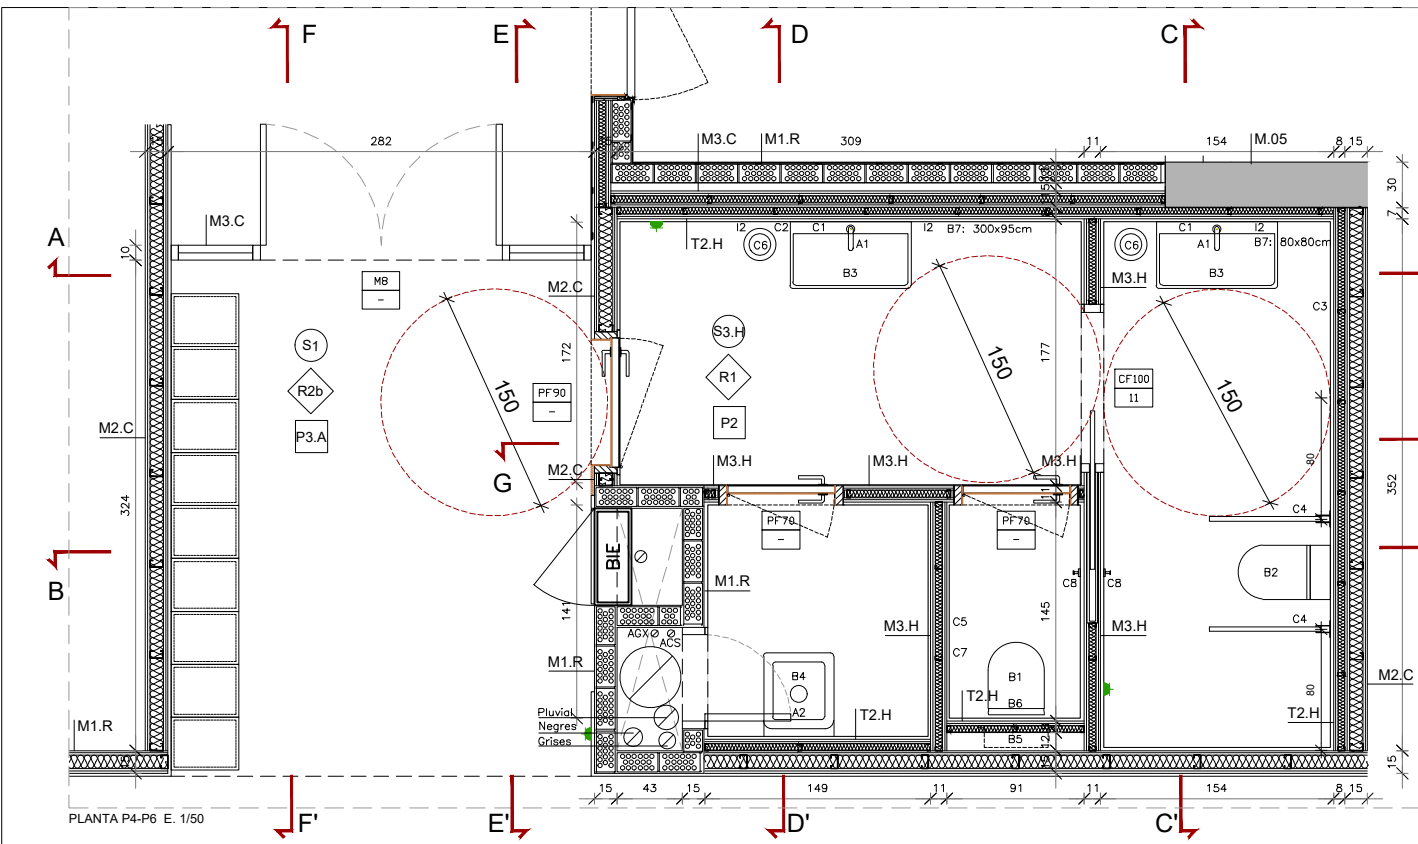 F
E
D
C
M3.C
M1.R
M.05
282
309
11
154
8
15
30
7
M3.C
A
10
T2.H
I2
C2
C1
I2
B7: 300x95cm
C6
A1
B3
C1
I2
B7: 80x80cm
C6
A1
B3
M8
-
M2.C
M3.H
C3
S1
S3.H
172
177
R2b
R1
150
150
150
PF90
-
CF100
11
P3.A
P2
M2.C
M2.C
M3.H
M3.H
M3.H
G
80
324
352
11
C4
PF70
-
PF70
-
BIE
B
B2
C8
C8
M1.R
141
145
M3.H
C5
M3.H
C4
AGX
ACS
C7
M1.R
B4
B1
M2.C
80
Pluvial
Negres
Grises
A2
T2.H
T2.H
B6
T2.H
M1.R
B5
12
15
15
15
15
43
15
149
11
91
11
154
8
15
PLANTA P4-P6 E. 1/50
F'
E'
D'
C'